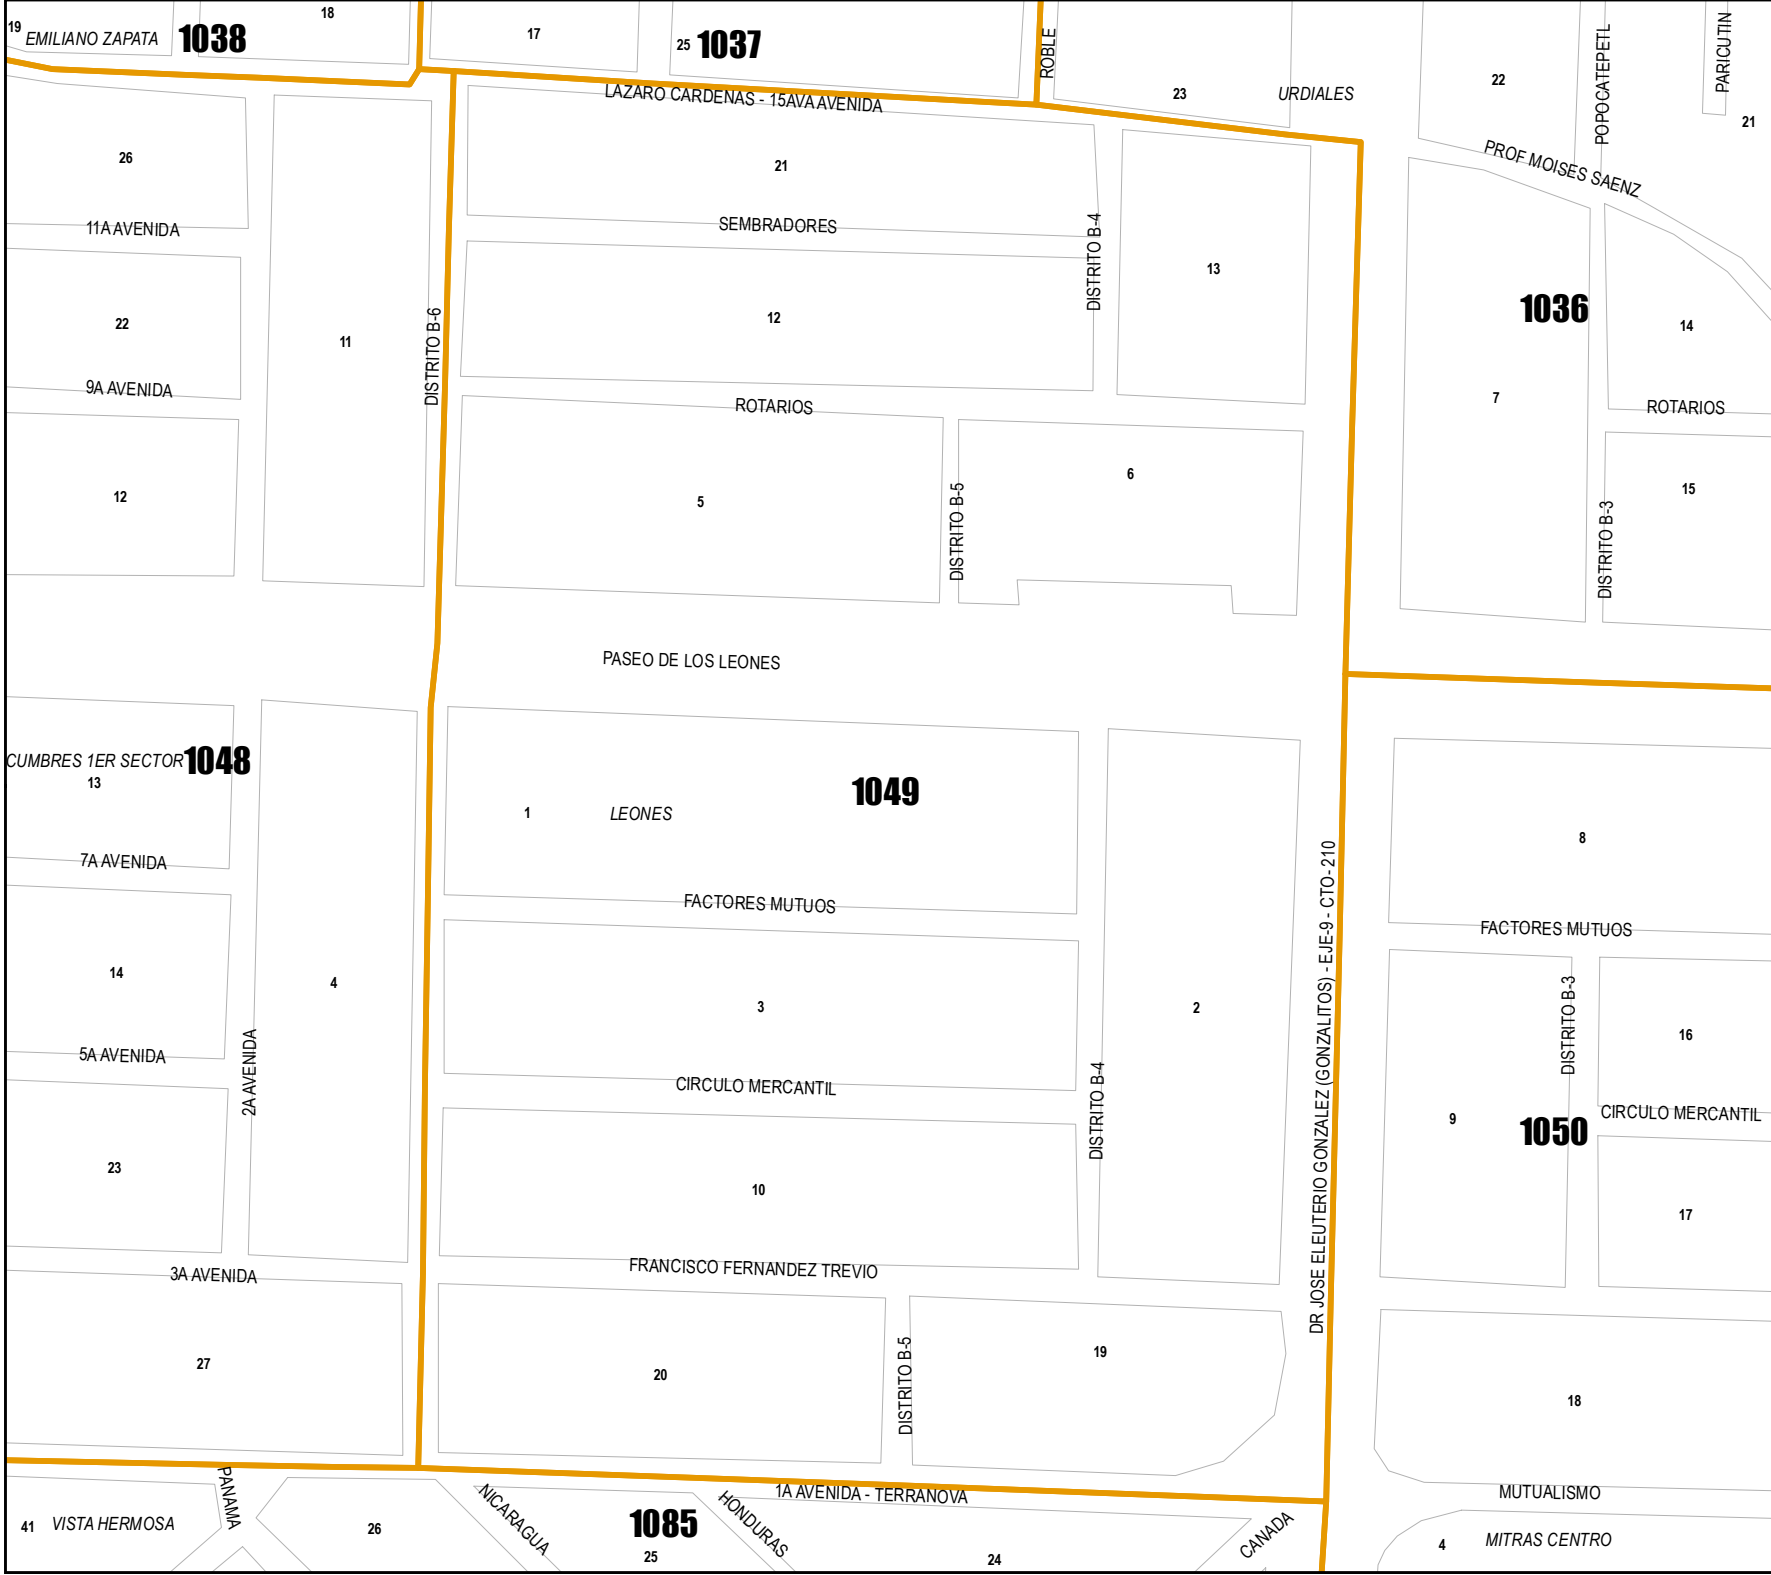 19
EMILIANO ZAPATA
1038
18
17
25
1037
ROBLE
23
URDIALES
22
POPOCATEPETL
PARICUTIN
21
LAZARO CARDENAS - 15AVA AVENIDA
PROF MOISES SAENZ
26
21
11A AVENIDA
SEMBRADORES
DISTRITO B-4
13
1036
22
11
DISTRITO B-6
12
14
9A AVENIDA
ROTARIOS
7
ROTARIOS
12
5
DISTRITO B-5
6
DISTRITO B-3
15
PASEO DE LOS LEONES
CUMBRES 1ER SECTOR
1048
13
1
LEONES
1049
8
7A AVENIDA
FACTORES MUTUOS
FACTORES MUTUOS
14
4
3
2
DR JOSE ELEUTERIO GONZALEZ (GONZALITOS) - EJE-9 - CTO-210
DISTRITO B-3
16
5A AVENIDA
2A AVENIDA
CIRCULO MERCANTIL
DISTRITO B-4
9
1050
CIRCULO MERCANTIL
23
10
17
3A AVENIDA
FRANCISCO FERNANDEZ TREVIO
27
20
DISTRITO B-5
19
18
PANAMA
NICARAGUA
HONDURAS
1A AVENIDA - TERRANOVA
MUTUALISMO
41
VISTA HERMOSA
26
1085
25
24
CANADA
4
MITRAS CENTRO